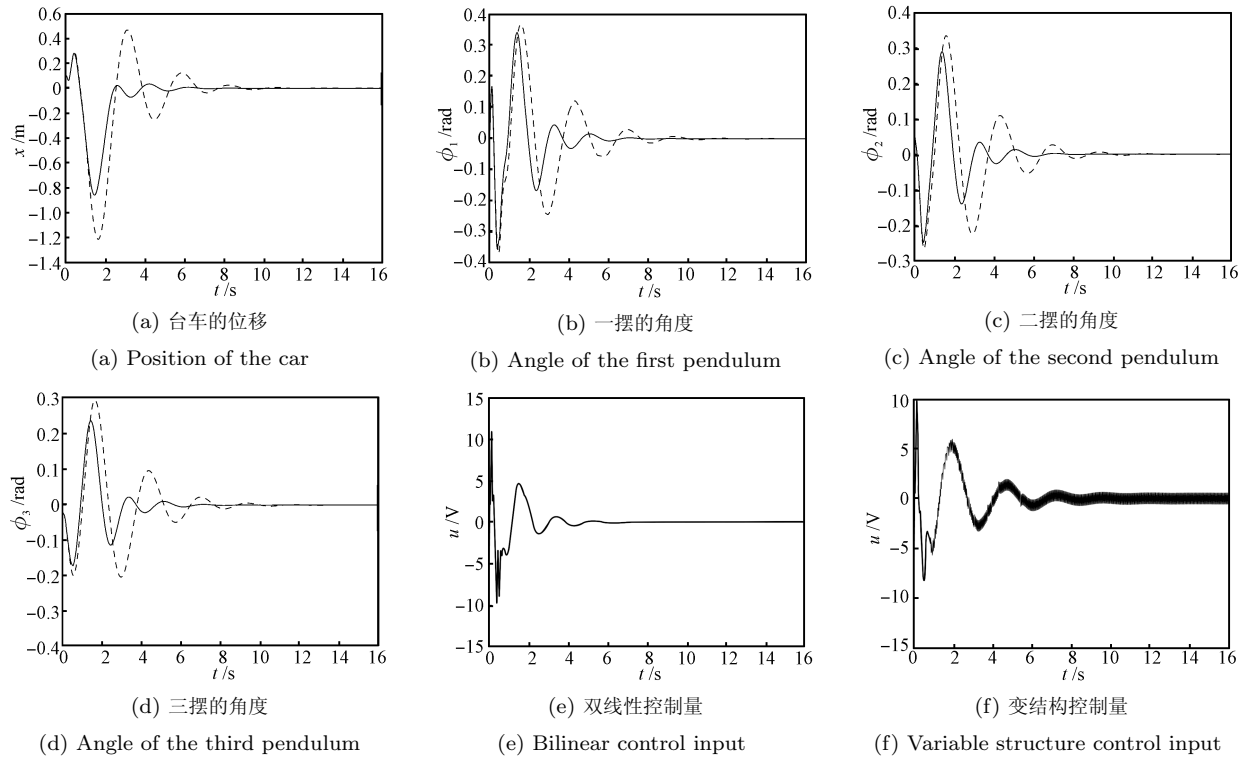 0.6
0.4
0.2
0
−0.2
−0.4
−0.6
−0.8
−1.0
−1.2
−1.4
x /m
0 2 4 6 8 10 12 14 16
t /s
(a) 台车的位移
(a) Position of the car
0.4
0.3
0.2
0.1
0
−0.1
−0.2
−0.3
−0.4
ϕ₁ /rad
0 2 4 6 8 10 12 14 16
t /s
(b) 一摆的角度
(b) Angle of the first pendulum
0.4
0.3
0.2
0.1
0
−0.1
−0.2
−0.3
ϕ₂ /rad
0 2 4 6 8 10 12 14 16
t /s
(c) 二摆的角度
(c) Angle of the second pendulum
0.3
0.2
0.1
0
−0.1
−0.2
−0.3
−0.4
ϕ₃ /rad
0 2 4 6 8 10 12 14 16
t /s
(d) 三摆的角度
(d) Angle of the third pendulum
15
10
5
0
−5
−10
−15
u /V
0 2 4 6 8 10 12 14 16
t /s
(e) 双线性控制量
(e) Bilinear control input
10
5
0
−5
−10
−15
u /V
0 2 4 6 8 10 12 14 16
t /s
(f) 变结构控制量
(f) Variable structure control input